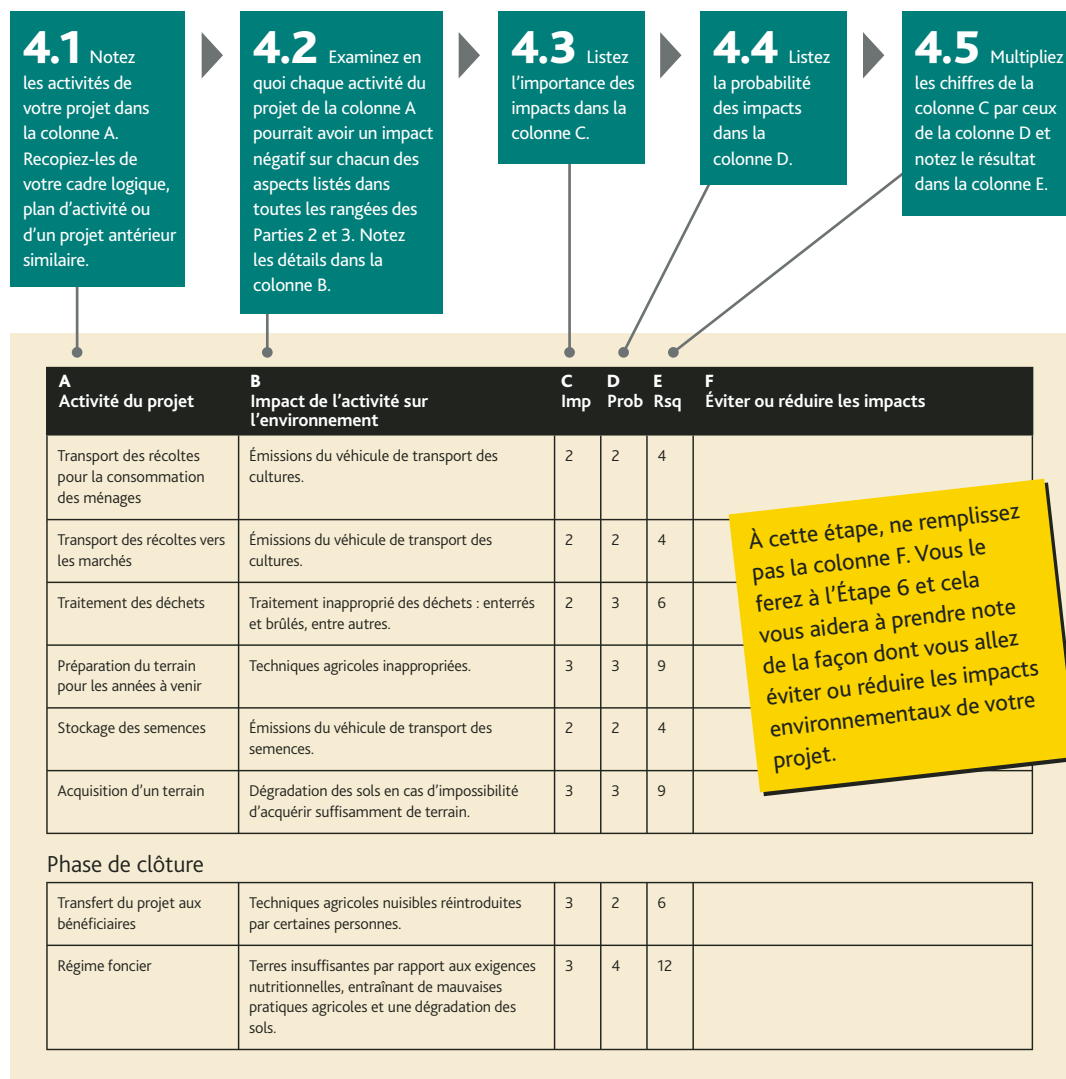 4.1 Notez
les activités de
votre projet dans
la colonne A.
Recopiez-les de
votre cadre logique,
plan d'activité ou
d'un projet antérieur
similaire.
4.2 Examinez en
quoi chaque activité du
projet de la colonne A
pourrait avoir un impact
négatif sur chacun des
aspects listés dans
toutes les rangées des
Parties 2 et 3. Notez
les détails dans la
colonne B.
4.3 Listez
l'importance des
impacts dans la
colonne C.
4.4 Listez
la probabilité
des impacts
dans la
colonne D.
4.5 Multipliez
les chiffres de la
colonne C par ceux
de la colonne D et
notez le résultat
dans la colonne E.
A B C D E F
Activité du projet Impact de l'activité sur Imp Prob Rsq Éviter ou réduire les impacts
l'environnement
Transport des récoltes Émissions du véhicule de transport des 2 2 4
pour la consommation cultures.
des ménages
Transport des récoltes vers Émissions du véhicule de transport des 2 2 4
les marchés cultures.
Traitement des déchets Traitement inapproprié des déchets : enterrés 2 3 6
et brûlés, entre autres.
Préparation du terrain Techniques agricoles inappropriées. 3 3 9
pour les années à venir
Stockage des semences Émissions du véhicule de transport des 2 2 4
semences.
Acquisition d'un terrain Dégradation des sols en cas d'impossibilité 3 3 9
d'acquérir suffisamment de terrain.
À cette étape, ne remplissez
pas la colonne F. Vous le
ferez à l'Étape 6 et cela
vous aidera à prendre note
de la façon dont vous allez
éviter ou réduire les impacts
environnementaux de votre
projet.
Phase de clôture
Transfert du projet aux Techniques agricoles nuisibles réintroduites 3 2 6
bénéficiaires par certaines personnes.
Régime foncier Terres insuffisantes par rapport aux exigences 3 4 12
nutritionnelles, entraînant de mauvaises
pratiques agricoles et une dégradation des
sols.